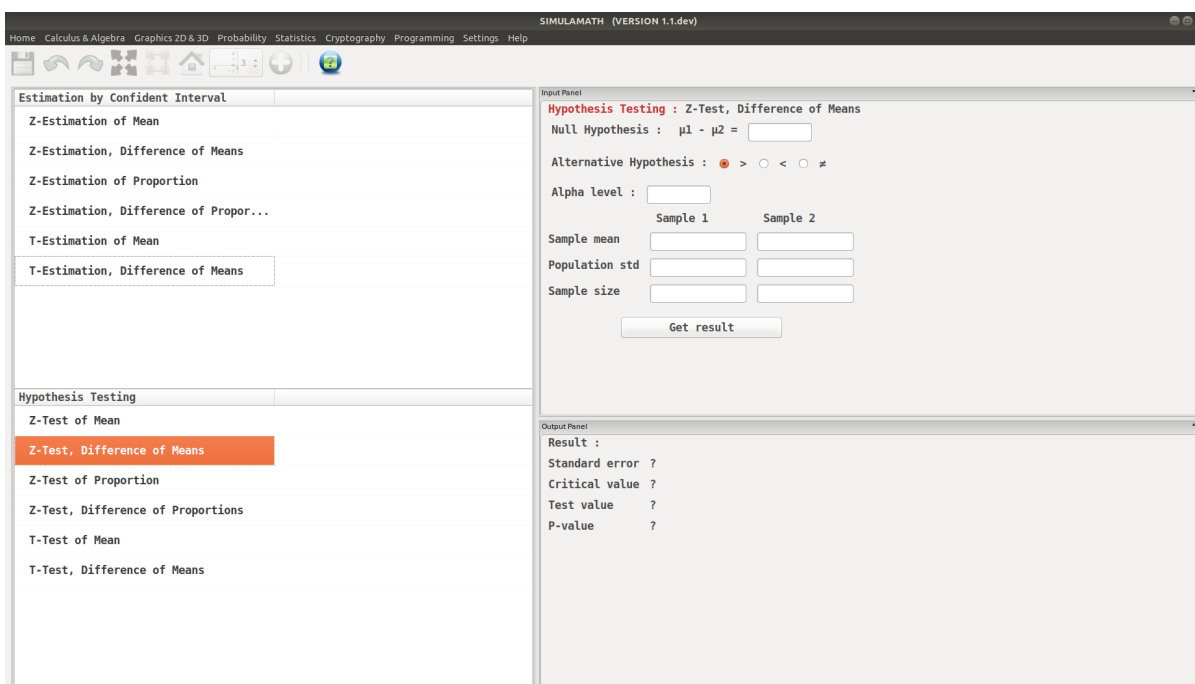 SIMULAMATH (VERSION 1.1.dev)
Home Calculus & Algebra Graphics 2D & 3D Probability Statistics Cryptography Programming Settings Help
3
Estimation by Confident Interval
Z-Estimation of Mean
Z-Estimation, Difference of Means
Z-Estimation of Proportion
Z-Estimation, Difference of Propor...
T-Estimation of Mean
T-Estimation, Difference of Means
Hypothesis Testing
Z-Test of Mean
Z-Test, Difference of Means
Z-Test of Proportion
Z-Test, Difference of Proportions
T-Test of Mean
T-Test, Difference of Means
Input Panel
Hypothesis Testing : Z-Test, Difference of Means
Null Hypothesis : μ1 - μ2 =
Alternative Hypothesis : > < ≠
Alpha level :
Sample 1 Sample 2
Sample mean
Population std
Sample size
Get result
Output Panel
Result :
Standard error ?
Critical value ?
Test value ?
P-value ?